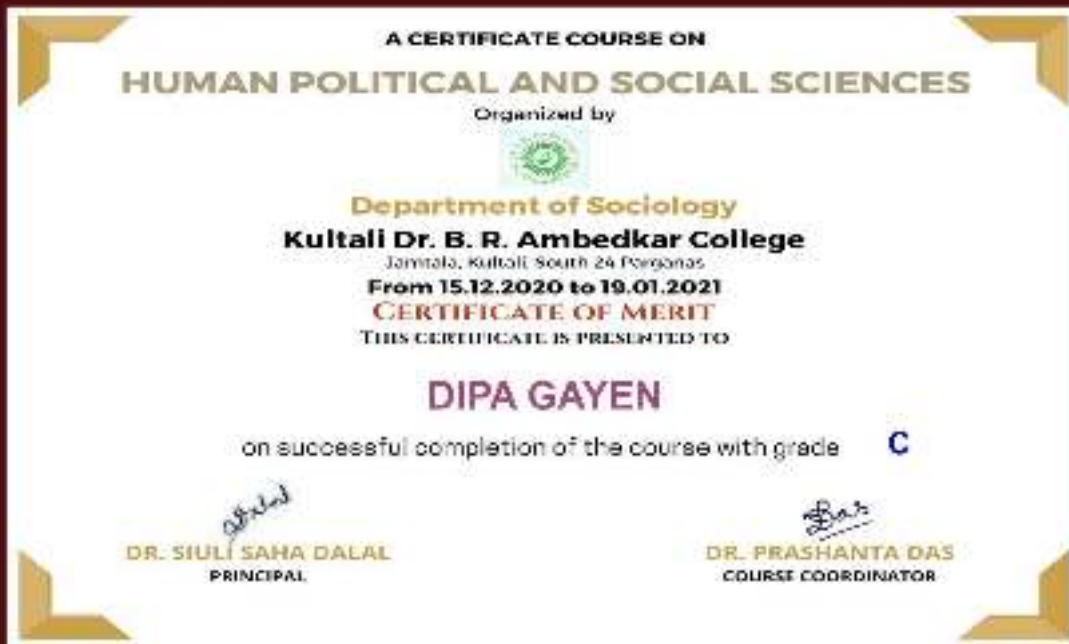 A CERTIFICATE COURSE ON
HUMAN POLITICAL AND SOCIAL SCIENCES
Organized by
Department of Sociology
Kultali Dr. B. R. Ambedkar College
Jamtala, Kultali, South 24 Parganas
From 15.12.2020 to 19.01.2021
CERTIFICATE OF MERIT
THIS CERTIFICATE IS PRESENTED TO
DIPA GAYEN
on successful completion of the course with grade C
DR. SIULI SAHA DALAL
PRINCIPAL
Das
DR. PRASHANTA DAS
COURSE COORDINATOR